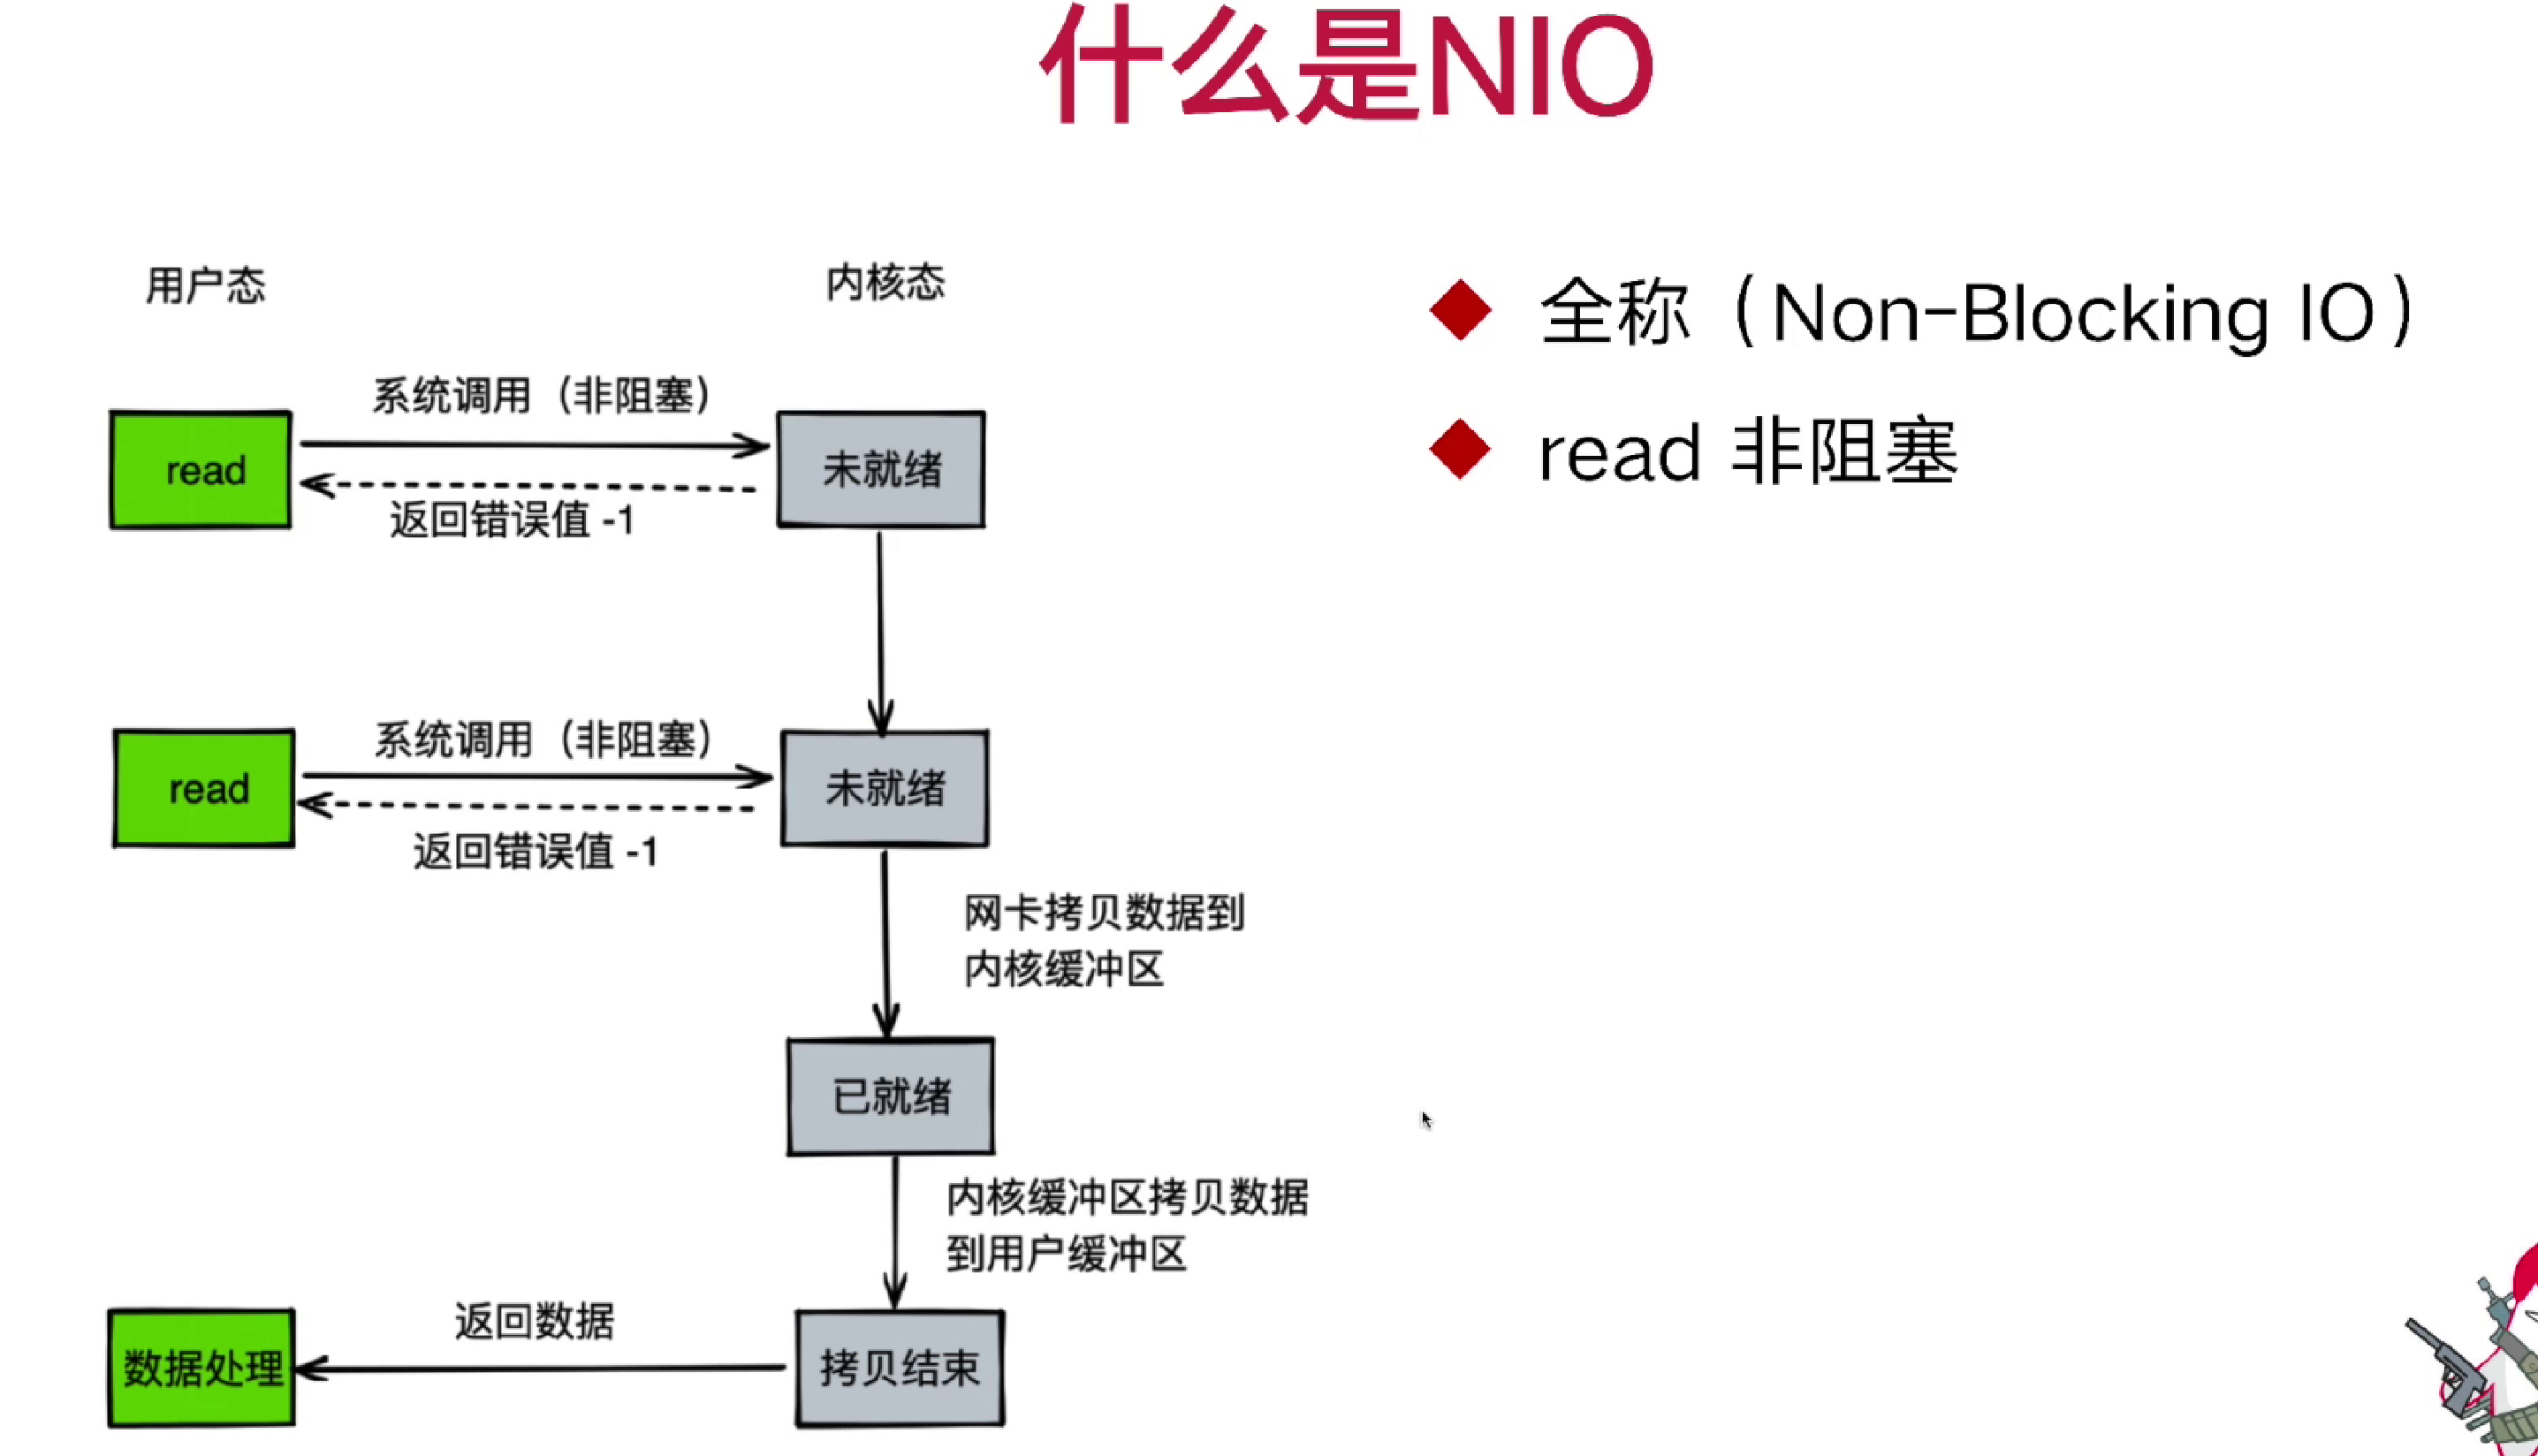 什么是NIO
用户态
内核态
系统调用（非阻塞）
read
未就绪
返回错误值 -1
系统调用（非阻塞）
read
未就绪
返回错误值 -1
网卡拷贝数据到
内核缓冲区
已就绪
内核缓冲区拷贝数据
到用户缓冲区
返回数据
数据处理
拷贝结束
全称（Non-Blocking IO）
read 非阻塞